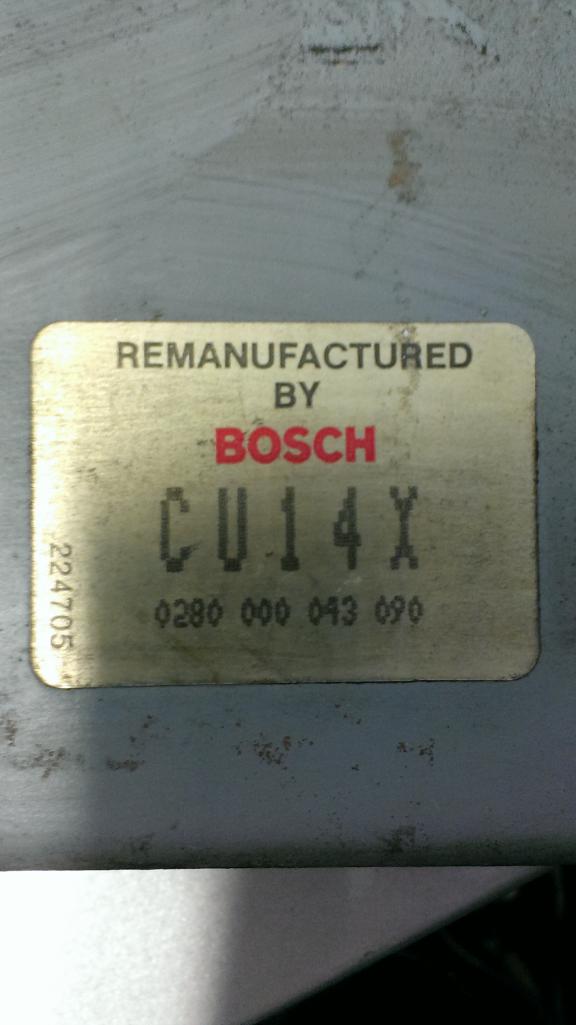 REMANUFACTURED
BY
BOSCH
CU14X
0280 000 043 090
224705